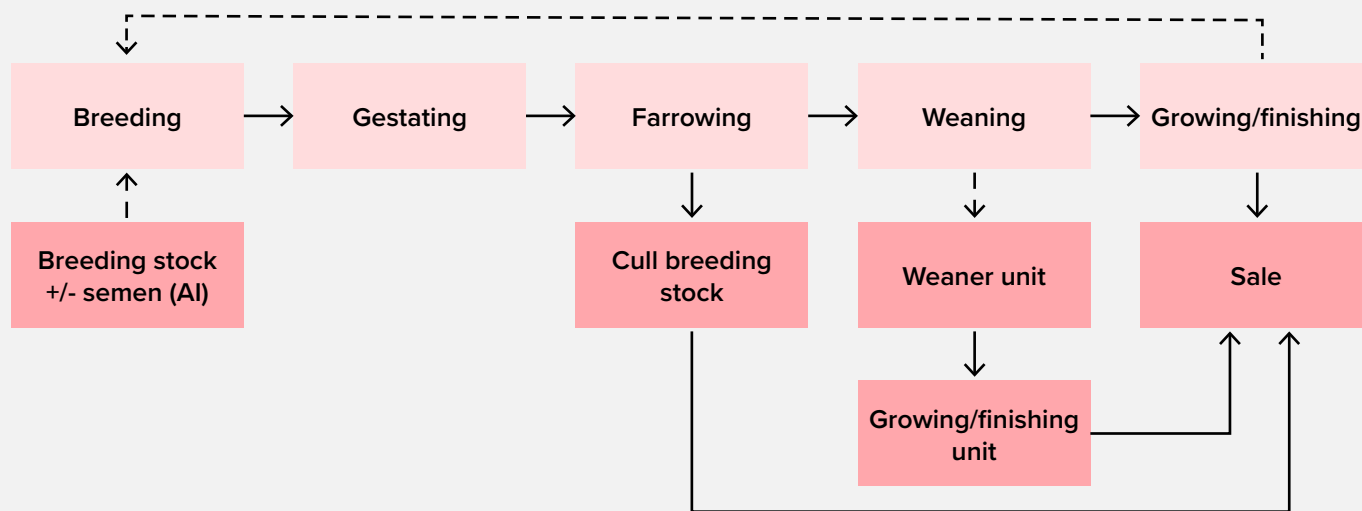 Breeding
Gestating
Farrowing
Weaning
Growing/finishing
Breeding stock
+/- semen (AI)
Cull breeding
stock
Weaner unit
Sale
Growing/finishing
unit